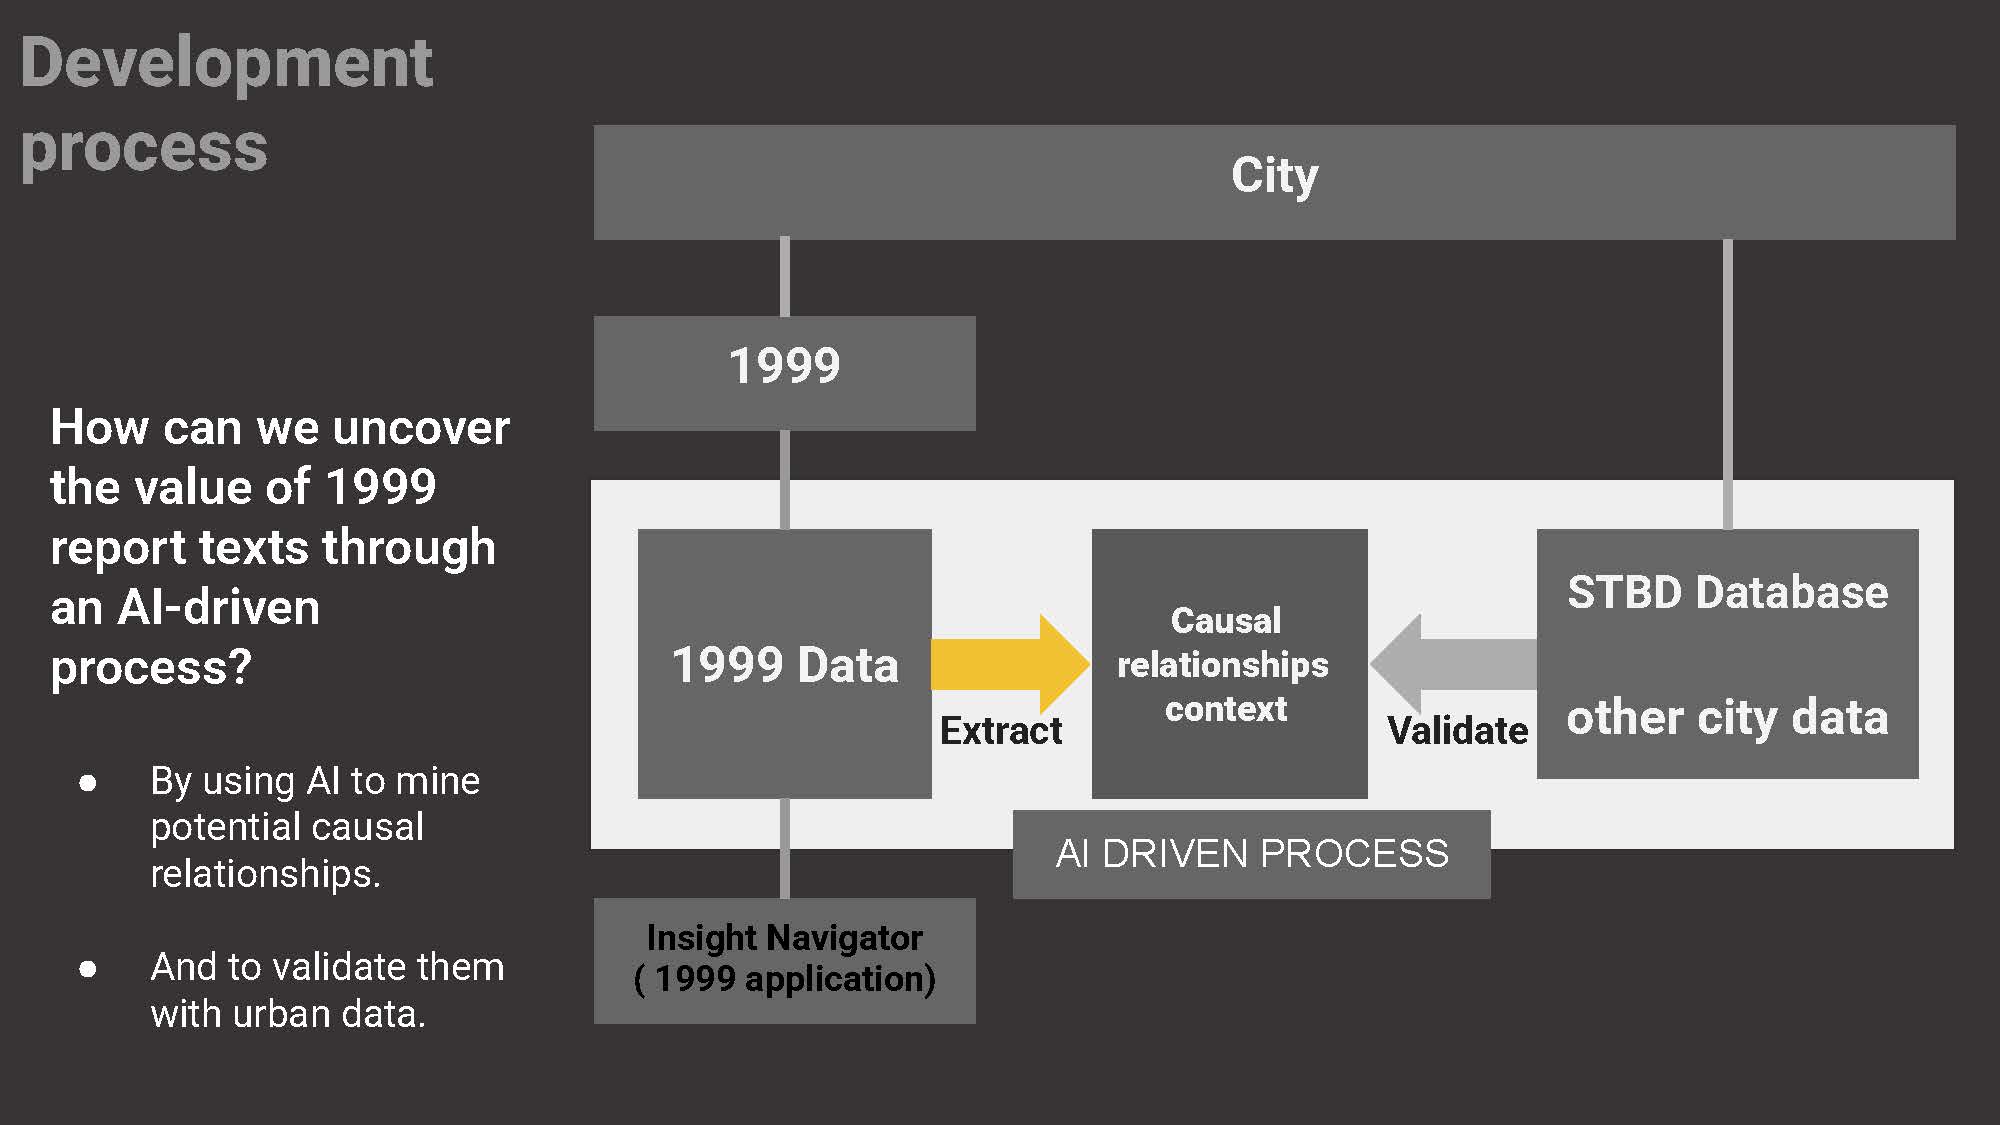 Development
process
City
1999
How can we uncover
the value of 1999
report texts through
an AI-driven
process?
● By using AI to mine
potential causal
relationships.
● And to validate them
with urban data.
1999 Data
Extract
Causal
relationships
context
Validate
STBD Database
other city data
AI DRIVEN PROCESS
Insight Navigator
( 1999 application)